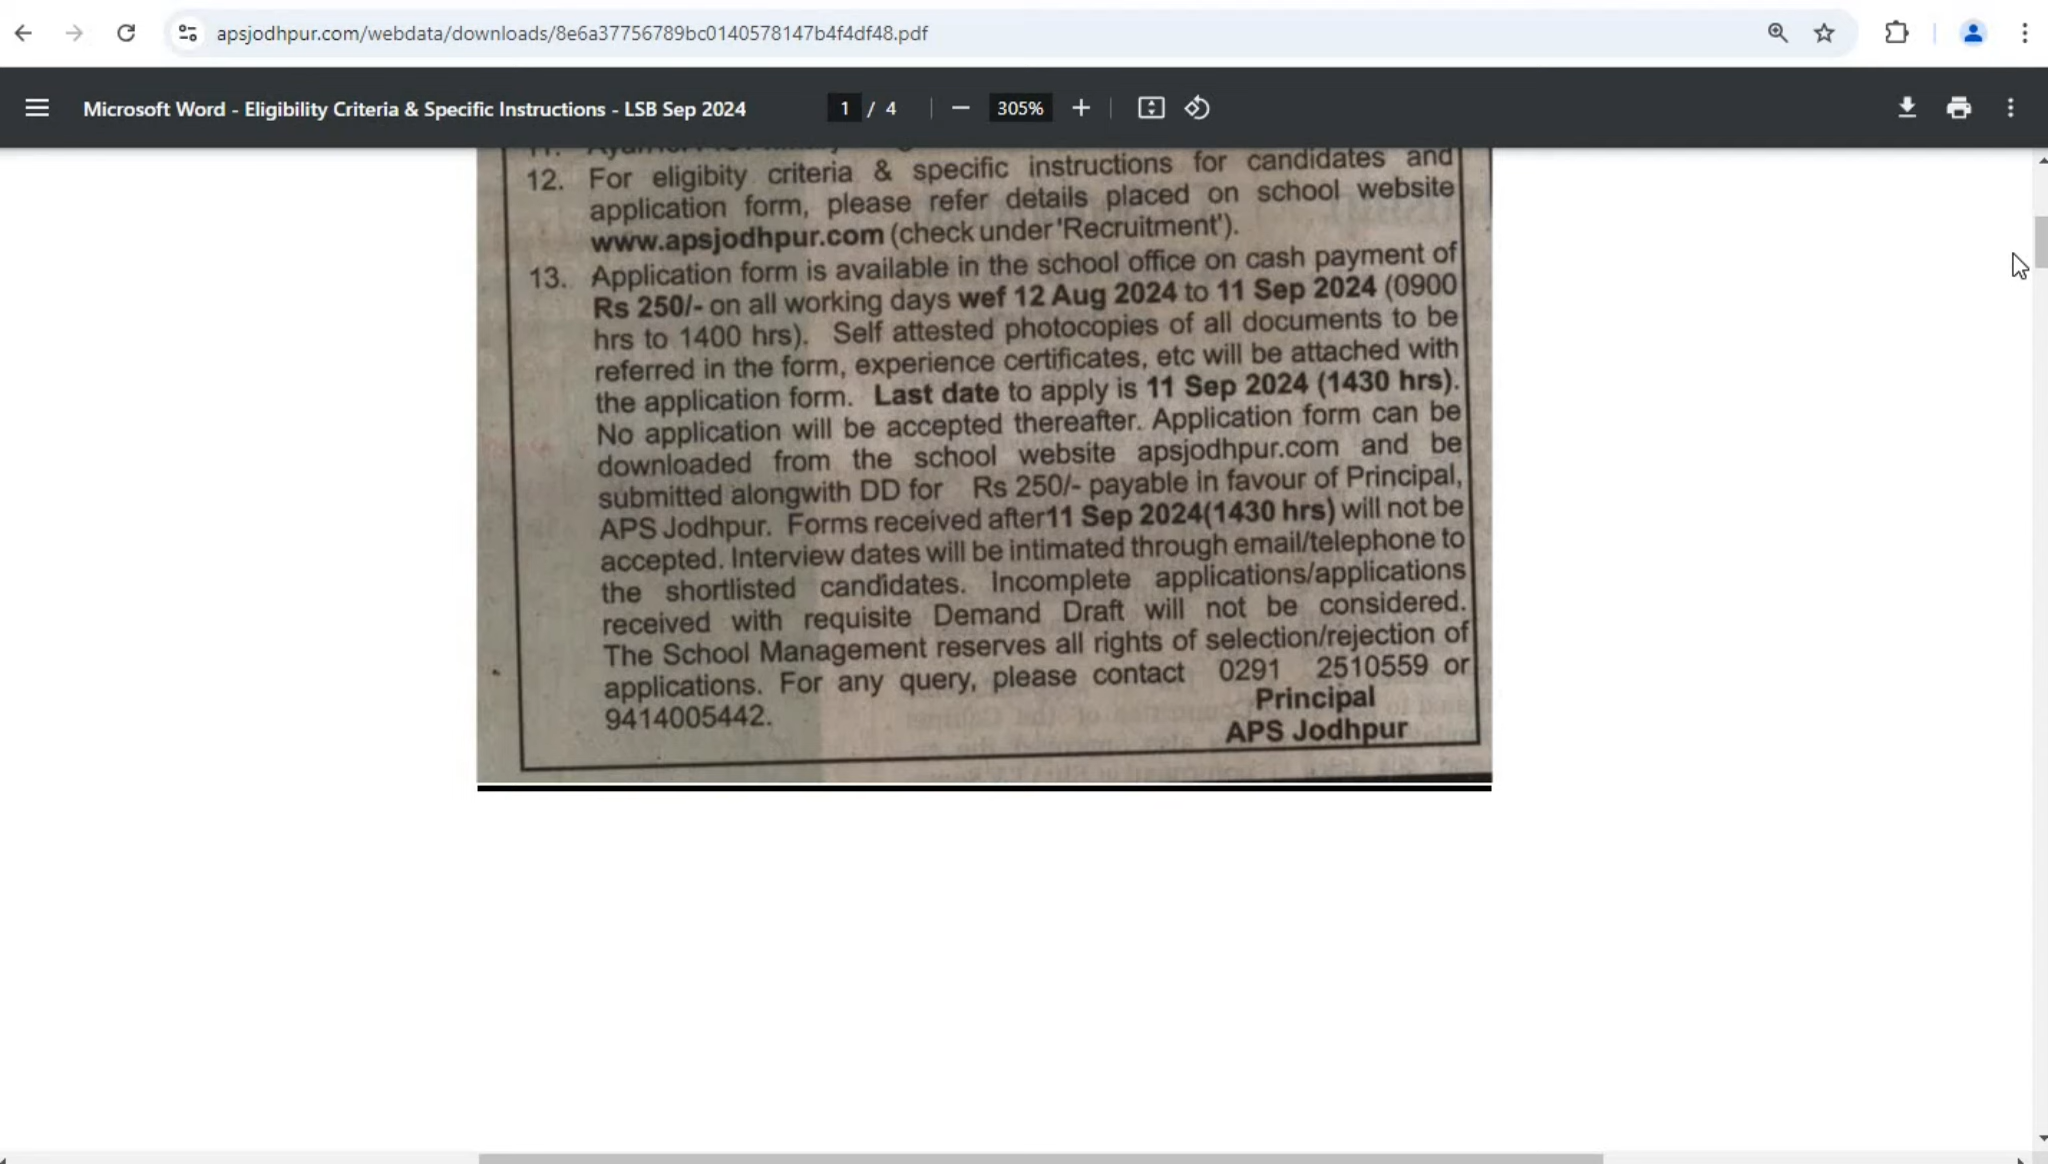 apsjodhpur.com/webdata/downloads/8e6a37756789bc0140578147b4f4df48.pdf
Microsoft Word - Eligibility Criteria & Specific Instructions - LSB Sep 2024
1 / 4
305%
12. For eligibity criteria & specific instructions for candidates and
application form, please refer details placed on school website
www.apsjodhpur.com (check under 'Recruitment').
13. Application form is available in the school office on cash payment of
Rs 250/- on all working days wef 12 Aug 2024 to 11 Sep 2024 (0900
hrs to 1400 hrs). Self attested photocopies of all documents to be
referred in the form, experience certificates, etc will be attached with
the application form. Last date to apply is 11 Sep 2024 (1430 hrs).
No application will be accepted thereafter. Application form can be
downloaded from the school website apsjodhpur.com and be
submitted alongwith DD for Rs 250/- payable in favour of Principal,
APS Jodhpur. Forms received after11 Sep 2024(1430 hrs) will not be
accepted. Interview dates will be intimated through email/telephone to
the shortlisted candidates. Incomplete applications/applications
received with requisite Demand Draft will not be considered.
The School Management reserves all rights of selection/rejection of
applications. For any query, please contact 0291 2510559 or
9414005442.
Principal
APS Jodhpur